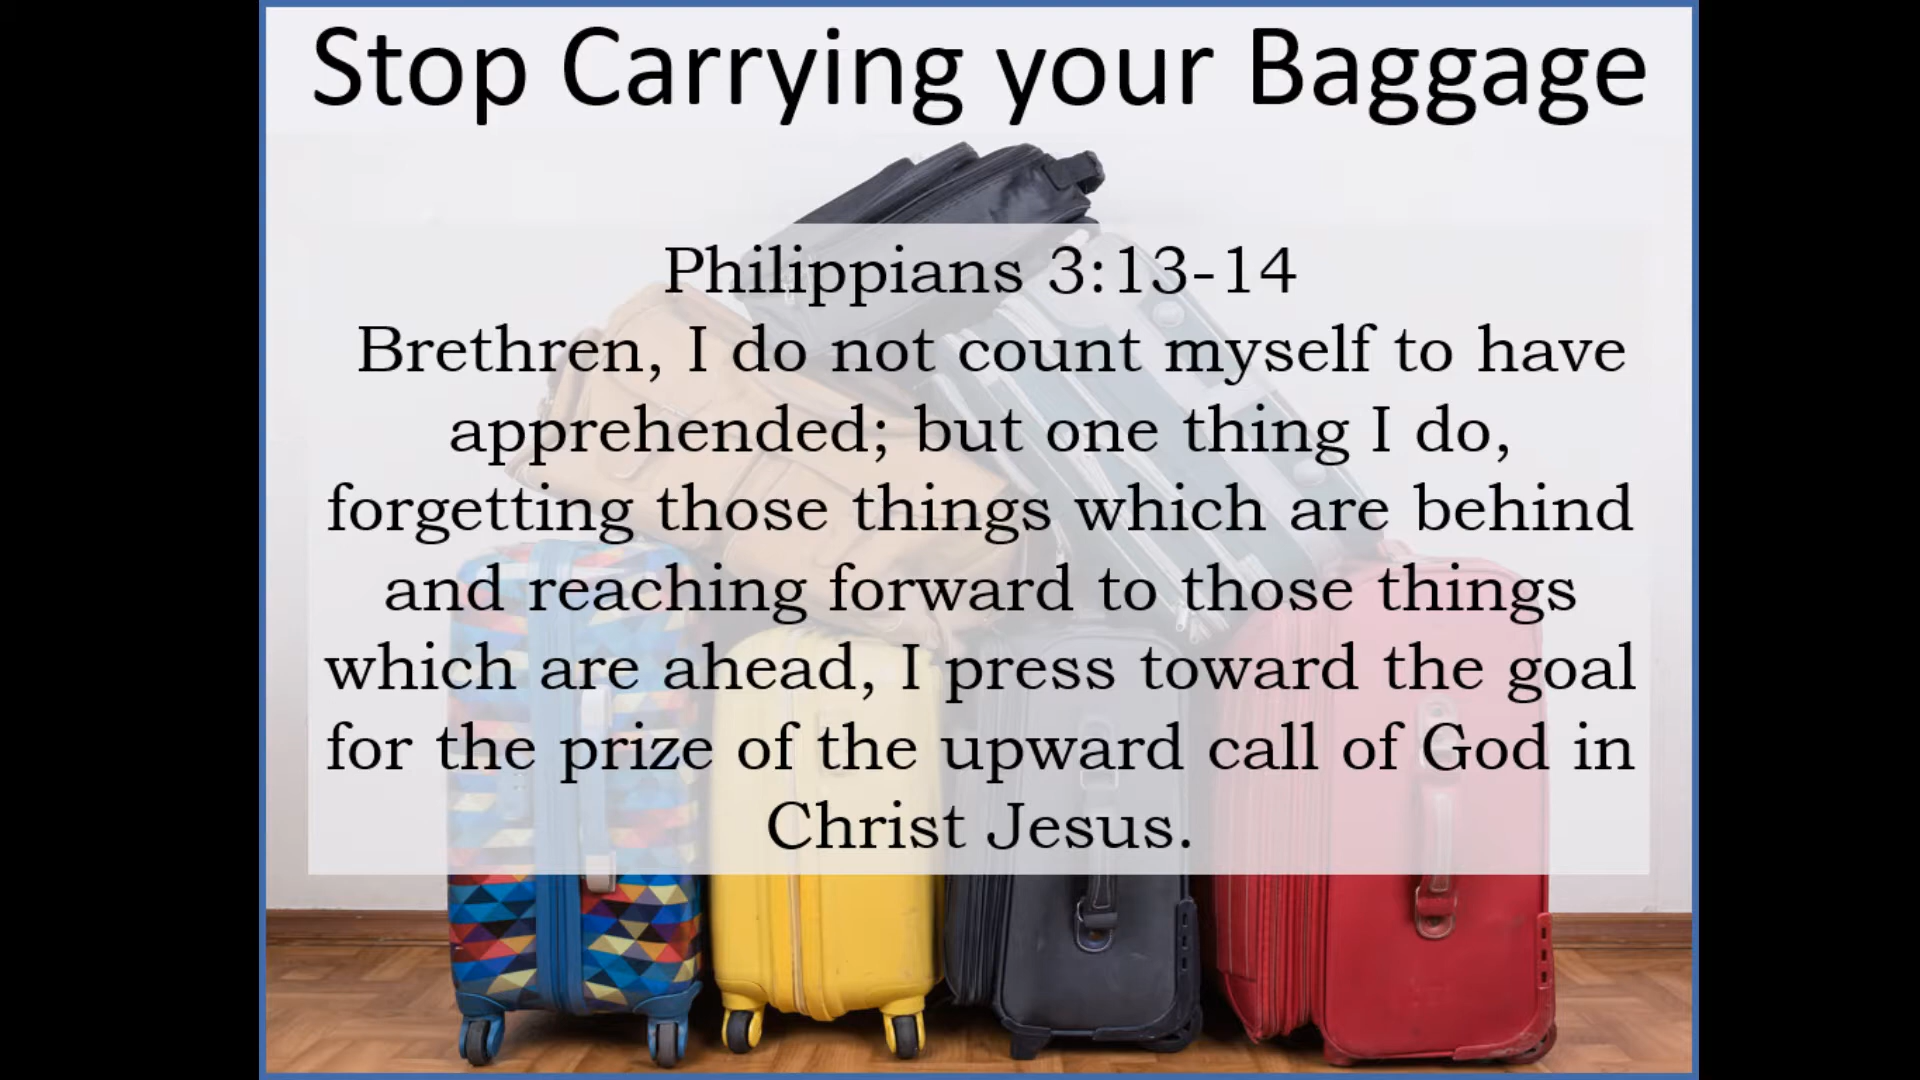 Stop Carrying your Baggage
Philippians 3:13-14
Brethren, I do not count myself to have
apprehended; but one thing I do,
forgetting those things which are behind
and reaching forward to those things
which are ahead, I press toward the goal
for the prize of the upward call of God in
Christ Jesus.